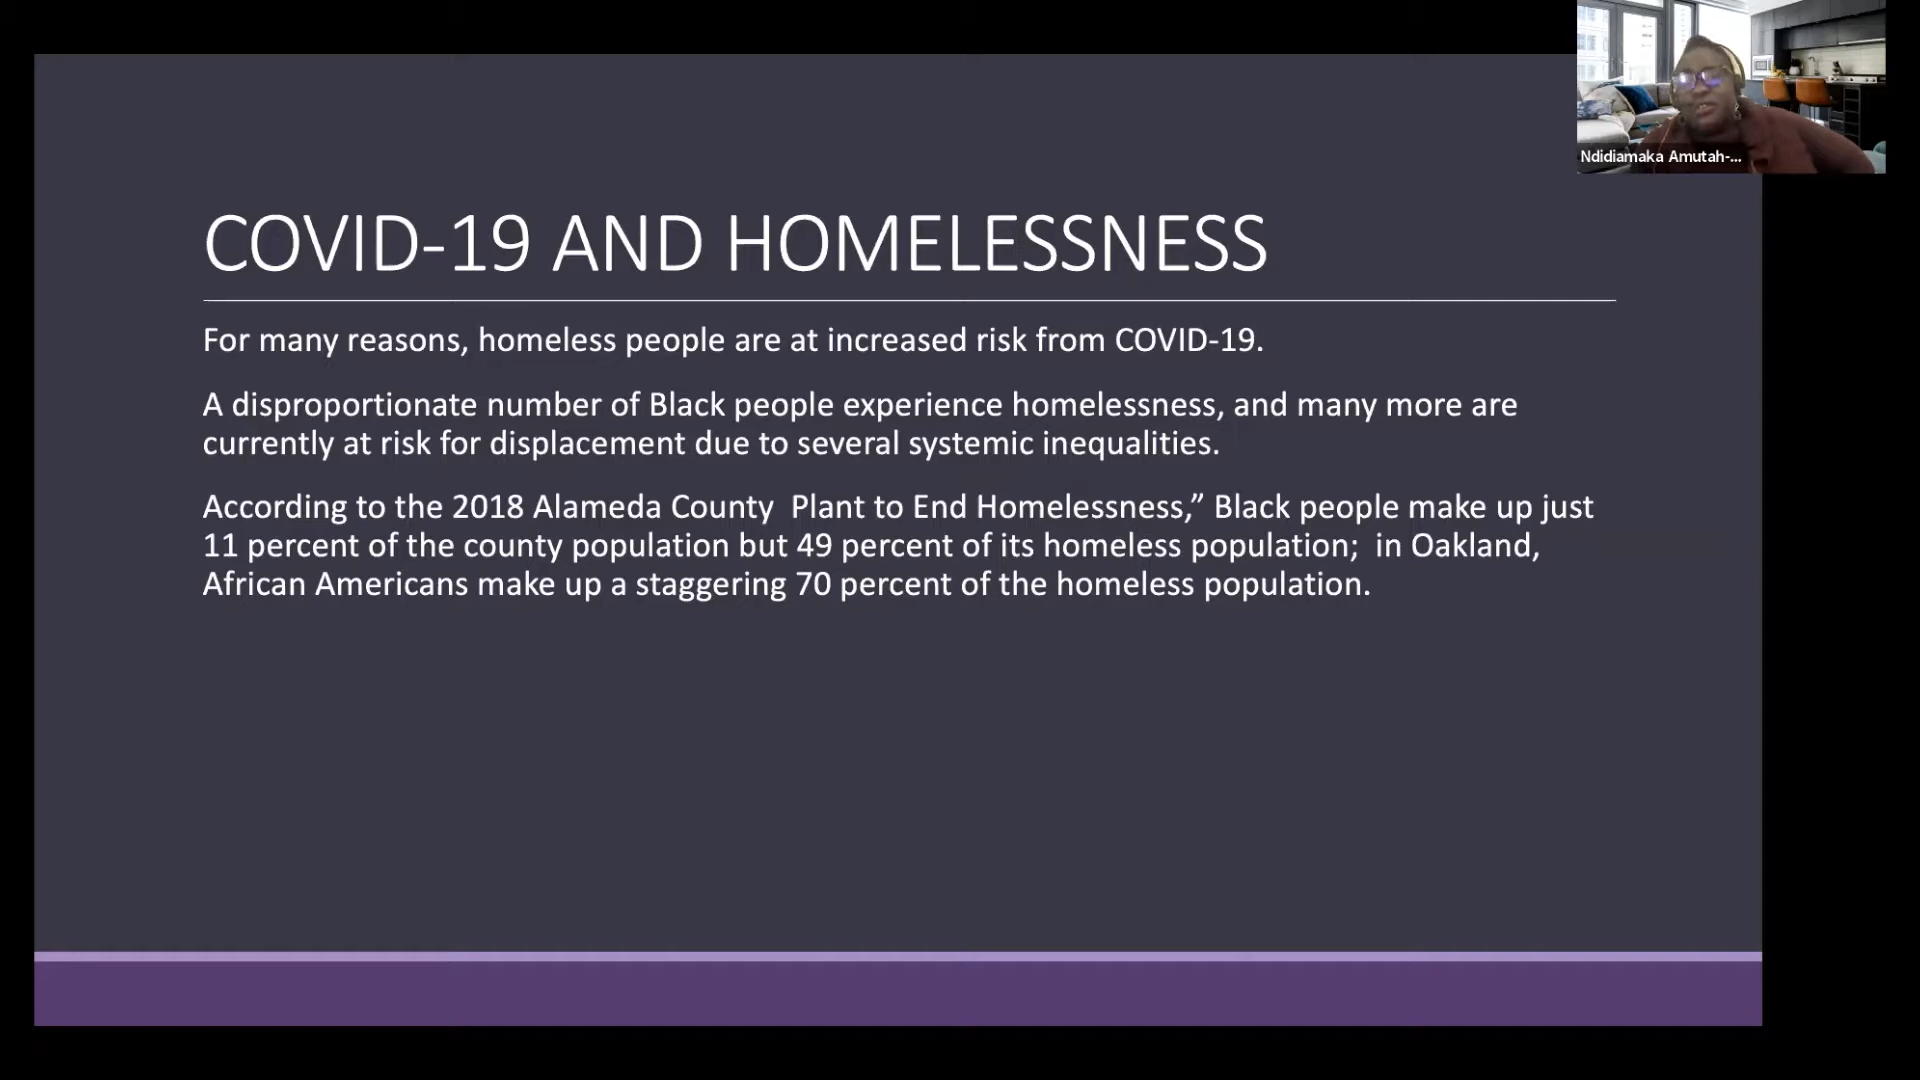 Ndidiamaka Amutah-...
COVID-19 AND HOMELESSNESS
For many reasons, homeless people are at increased risk from COVID-19.
A disproportionate number of Black people experience homelessness, and many more are
currently at risk for displacement due to several systemic inequalities.
According to the 2018 Alameda County  Plant to End Homelessness,” Black people make up just
11 percent of the county population but 49 percent of its homeless population;  in Oakland,
African Americans make up a staggering 70 percent of the homeless population.